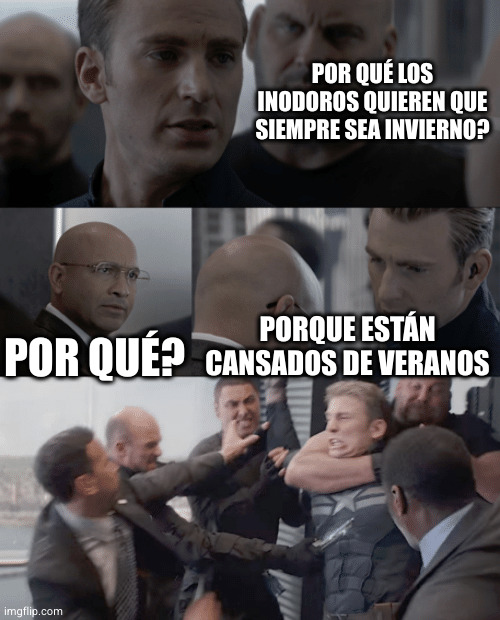 POR QUÉ LOS
INODOROS QUIEREN QUE
SIEMPRE SEA INVIERNO?
POR QUÉ?
PORQUE ESTÁN
CANSADOS DE VERANOS
imgflip.com